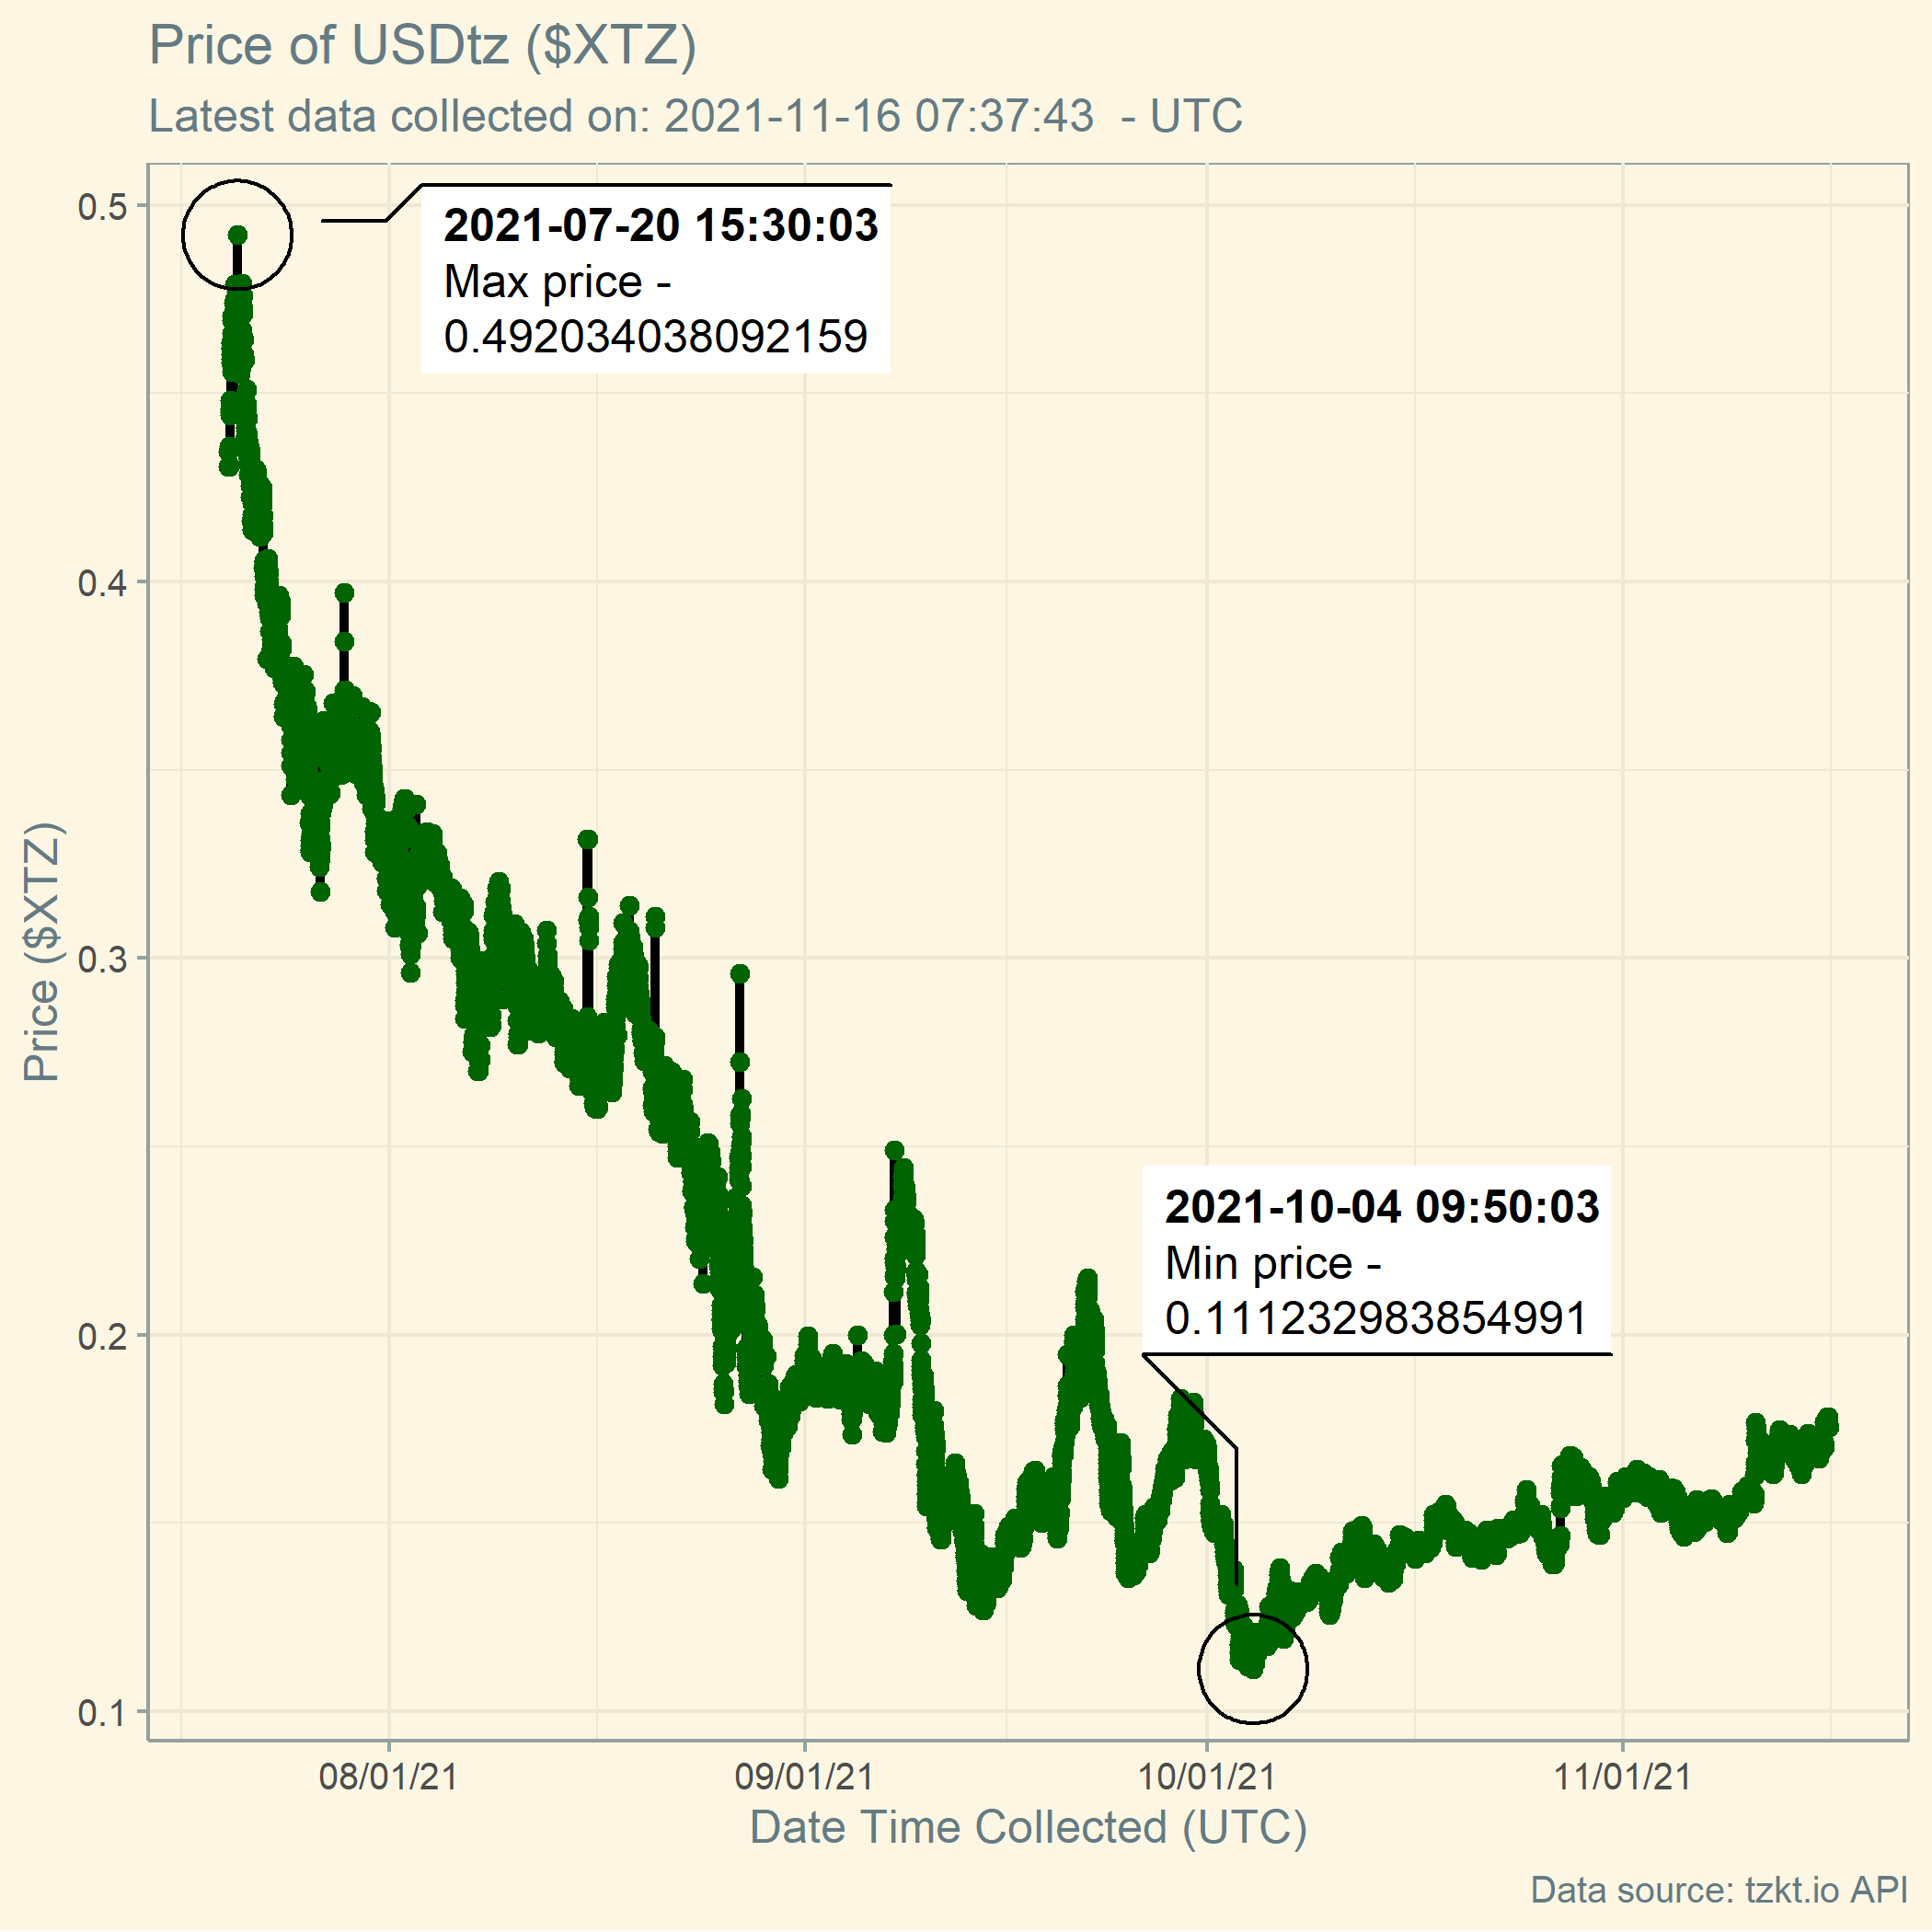 Price of USDtz ($XTZ)
Latest data collected on: 2021-11-16 07:37:43  - UTC
2021-07-20 15:30:03
Max price -
0.492034038092159
2021-10-04 09:50:03
Min price -
0.111232983854991
Price ($XTZ)
0.5
0.4
0.3
0.2
0.1
08/01/21
09/01/21
10/01/21
11/01/21
Date Time Collected (UTC)
Data source: tzkt.io API